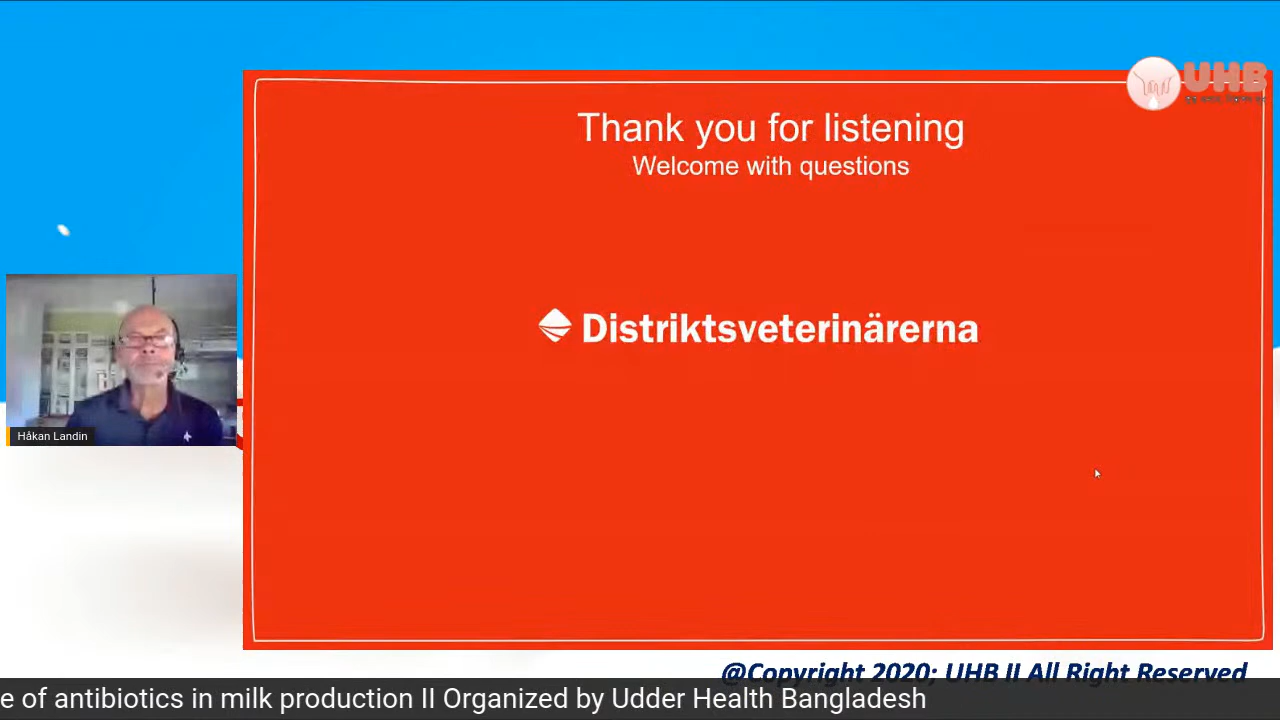 UHB
Thank you for listening
Welcome with questions
Distriktsveterinärerna
Håkan Landin
@Copyright 2020; UHB II All Right Reserved
e of antibiotics in milk production II Organized by Udder Health Bangladesh